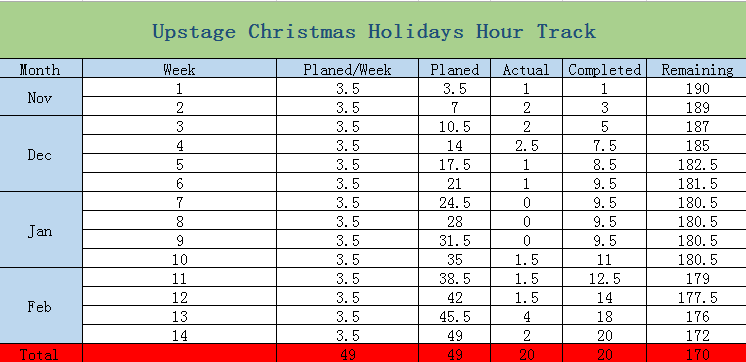 Upstage Christmas Holidays Hour Track
Month Week Planed/Week Planed Actual Completed Remaining
Nov 1 3.5 3.5 1 1 190
2 3.5 7 2 3 189
Dec 3 3.5 10.5 2 5 187
4 3.5 14 2.5 7.5 185
5 3.5 17.5 1 8.5 182.5
6 3.5 21 1 9.5 181.5
Jan 7 3.5 24.5 0 9.5 180.5
8 3.5 28 0 9.5 180.5
9 3.5 31.5 0 9.5 180.5
10 3.5 35 1.5 11 180.5
Feb 11 3.5 38.5 1.5 12.5 179
12 3.5 42 1.5 14 177.5
13 3.5 45.5 4 18 176
14 3.5 49 2 20 172
Total 49 49 20 20 170